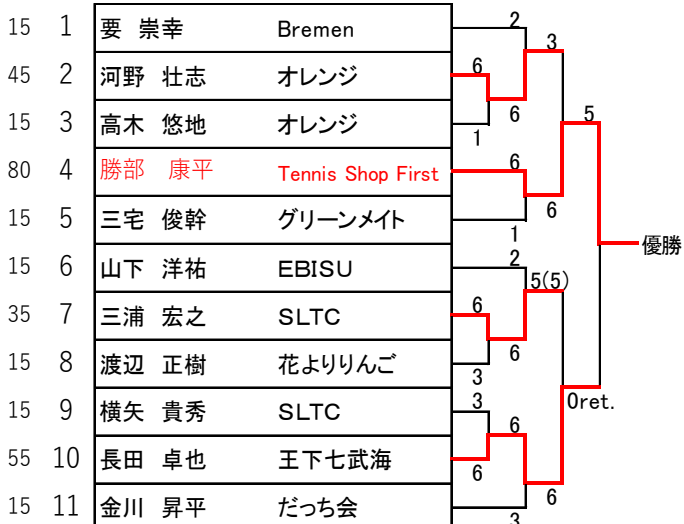 15 1 要 崇幸 Bremen 2
3
45 2 河野 壮志 オレンジ 6
6
15 3 高木 悠地 オレンジ 1
5
80 4 勝部 康平 Tennis Shop First 6
6
15 5 三宅 俊幹 グリーンメイト 1
優勝
15 6 山下 洋祐 EBISU 2
5(5)
35 7 三浦 宏之 SLTC 6
6
15 8 渡辺 正樹 花よりりんご 3
0ret.
15 9 横矢 貴秀 SLTC 3
6
55 10 長田 卓也 王下七武海 6
6
15 11 金川 昇平 だっち会 3